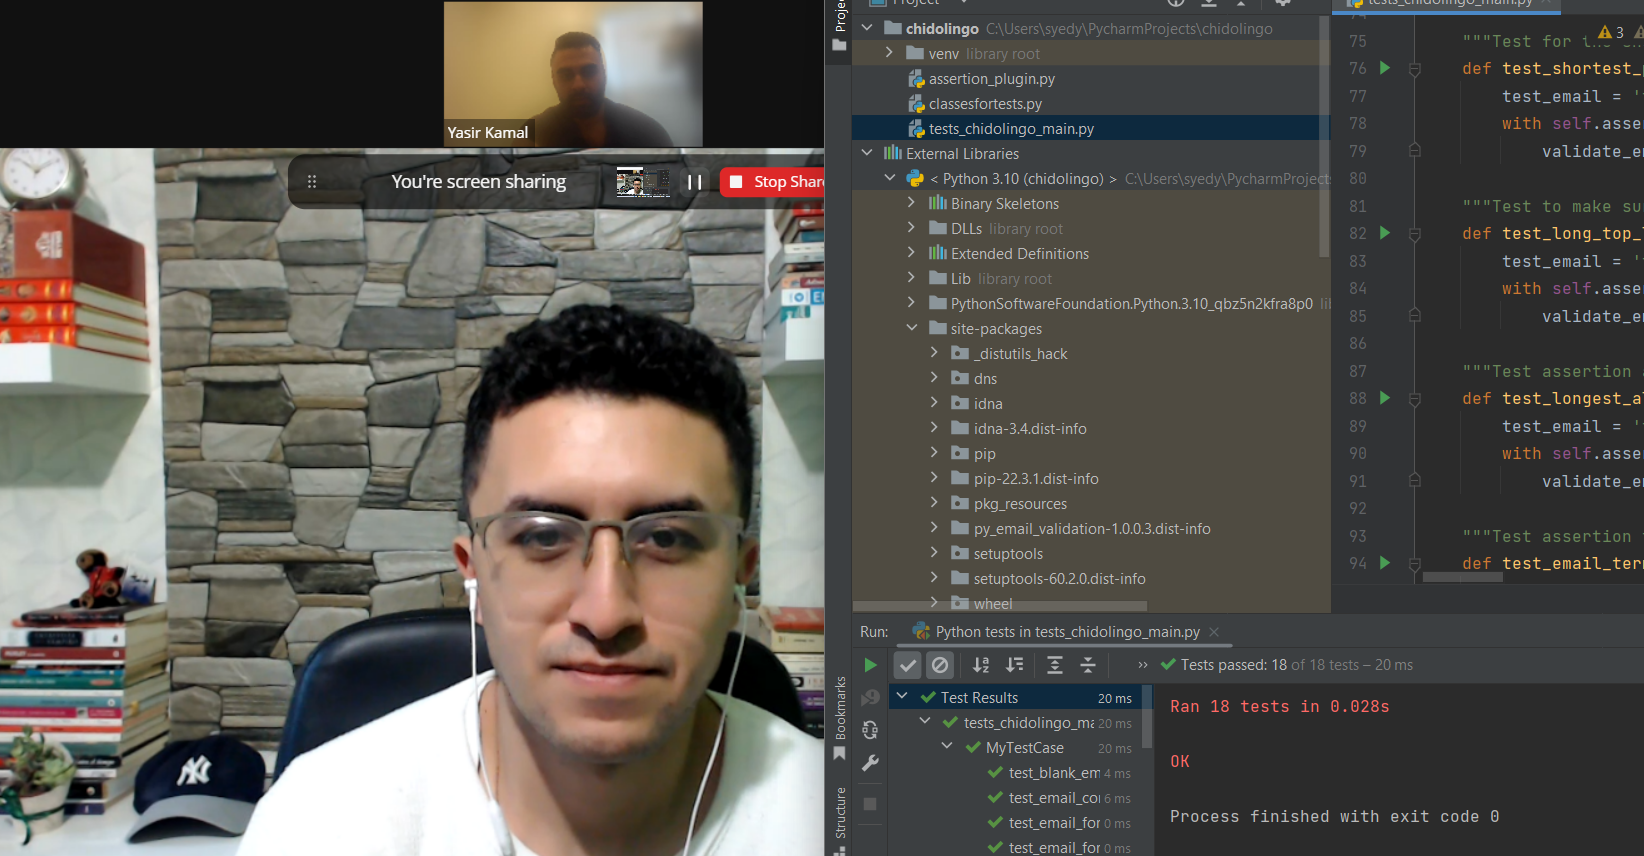 Yasir Kamal
You're screen sharing
Stop Shar
NY
Project
chidolingo C:\Users\syedy\PycharmProjects\chidolingo
venv library root
assertion_plugin.py
classesfortests.py
tests_chidolingo_main.py
External Libraries
< Python 3.10 (chidolingo) > C:\Users\syedy\PycharmProject
Binary Skeletons
DLLs library root
Extended Definitions
Lib library root
PythonSoftwareFoundation.Python.3.10_qbz5n2kfra8p0 lib
site-packages
_distutils_hack
dns
idna
idna-3.4.dist-info
pip
pip-22.3.1.dist-info
pkg_resources
py_email_validation-1.0.0.3.dist-info
setuptools
setuptools-60.2.0.dist-info
wheel
tests_chidolingo_main.py
3
74
75 """Test for the
76 def test_shortest_
77 test_email = '
78 with self.asse
79 validate_e
80
81 """Test to make su
82 def test_long_top_
83 test_email = '
84 with self.asse
85 validate_e
86
87 """Test assertion
88 def test_longest_a
89 test_email = '
90 with self.asse
91 validate_e
92
93 """Test assertion
94 def test_email_ter
Run: Python tests in tests_chidolingo_main.py
Tests passed: 18 of 18 tests – 20 ms
Test Results 20 ms
tests_chidolingo_ma 20 ms
MyTestCase 20 ms
test_blank_em 4 ms
test_email_co 6 ms
test_email_for 0 ms
test_email_for 0 ms
Ran 18 tests in 0.028s
OK
Process finished with exit code 0
Project
Bookmarks
Structure